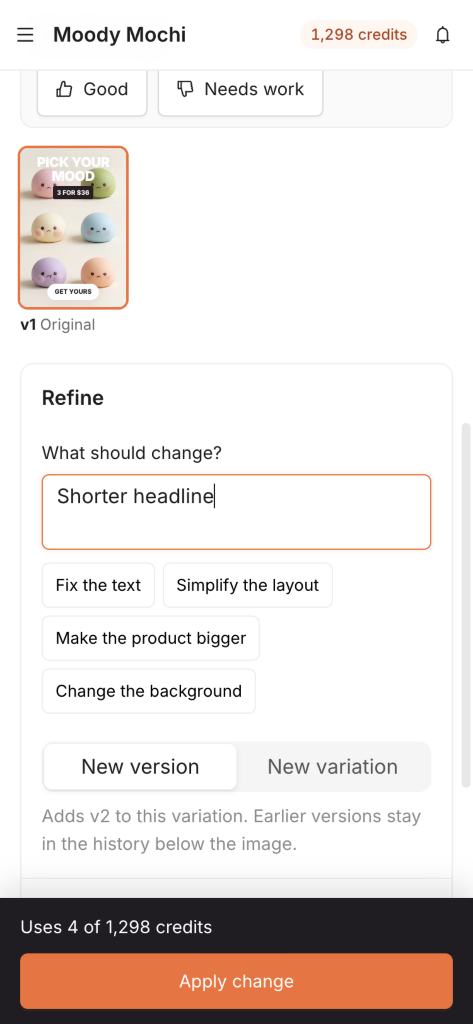 Moody Mochi
1,298 credits
Good
Needs work
PICK YOUR
MOOD
3 FOR $36
GET YOURS
v1 Original
Refine
What should change?
Shorter headline
Fix the text
Simplify the layout
Make the product bigger
Change the background
New version
New variation
Adds v2 to this variation. Earlier versions stay
in the history below the image.
Uses 4 of 1,298 credits
Apply change